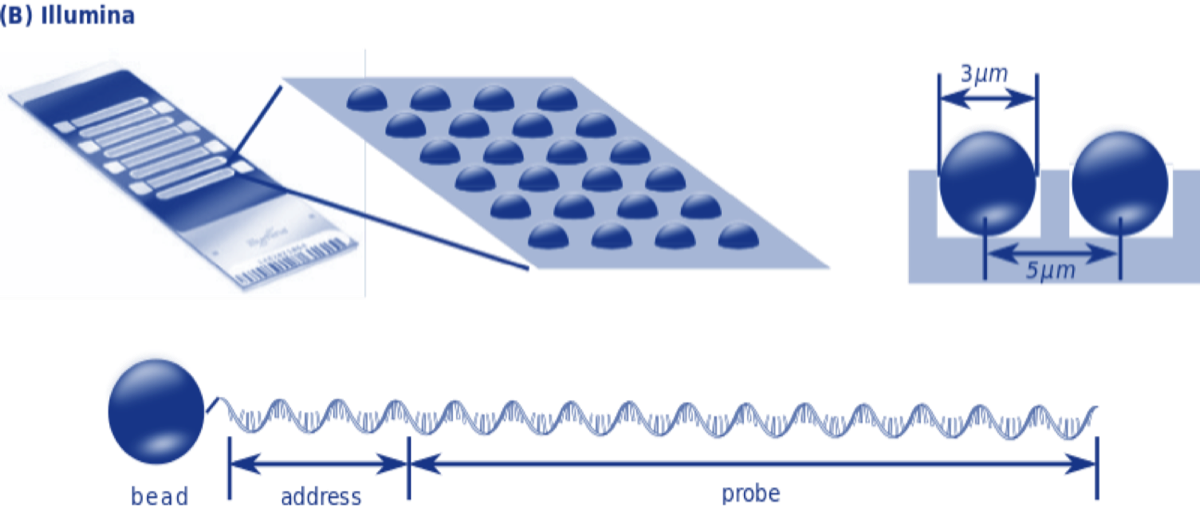 (B) Illumina
3μm
5μm
bead
address
probe